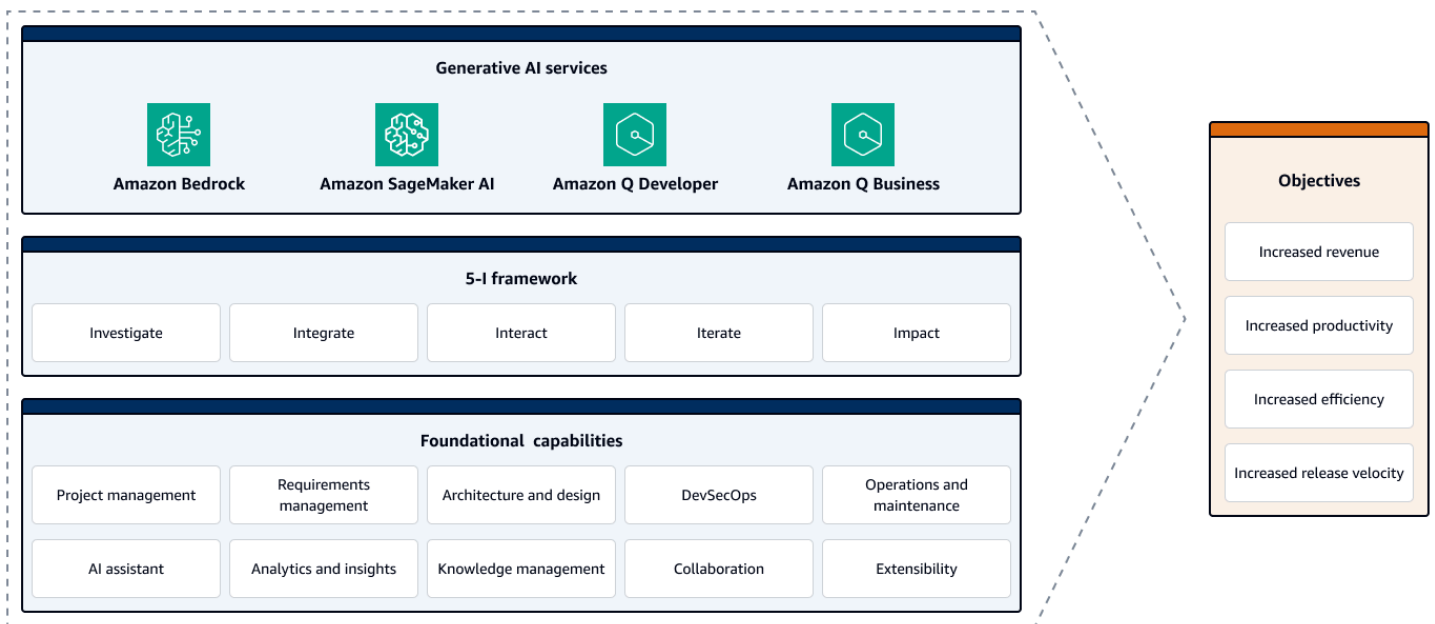 Generative AI services
Amazon Bedrock
Amazon SageMaker AI
Amazon Q Developer
Amazon Q Business
5-I framework
Investigate
Integrate
Interact
Iterate
Impact
Foundational capabilities
Project management
Requirements
management
Architecture and design
DevSecOps
Operations and
maintenance
AI assistant
Analytics and insights
Knowledge management
Collaboration
Extensibility
Objectives
Increased revenue
Increased productivity
Increased efficiency
Increased release velocity